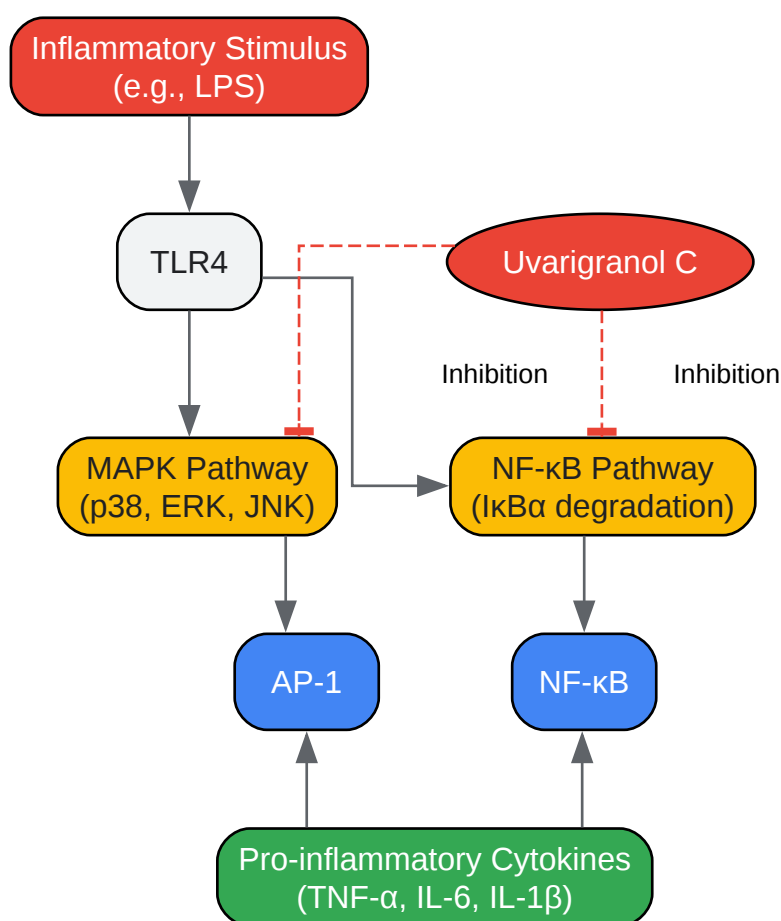 Inflammatory Stimulus
(e.g., LPS)
TLR4
Uvarigranol C
Inhibition
Inhibition
MAPK Pathway
(p38, ERK, JNK)
NF-κB Pathway
(IκBα degradation)
AP-1
NF-κB
Pro-inflammatory Cytokines
(TNF-α, IL-6, IL-1β)